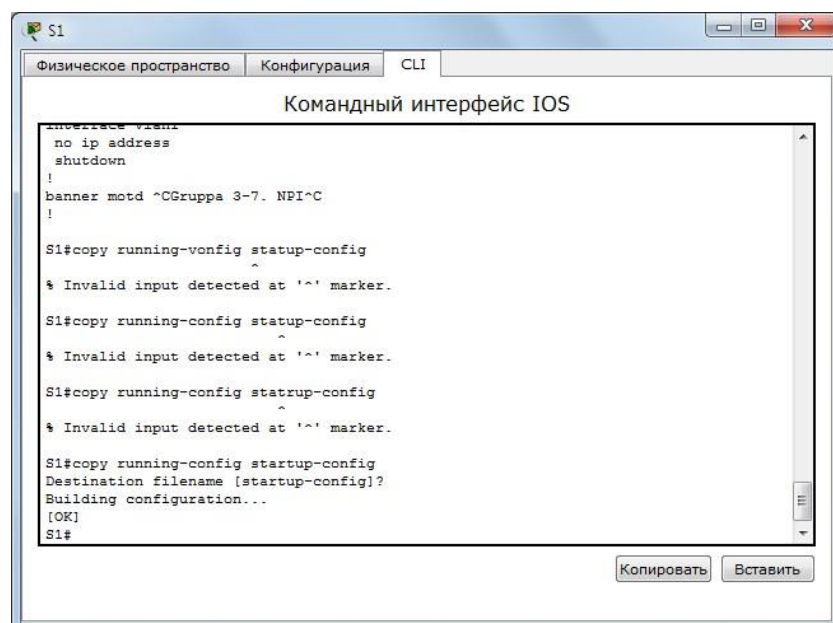 S1
Физическое пространство Конфигурация CLI
Командный интерфейс IOS
interface Vlan1
no ip address
shutdown
!
banner motd ^CGruppa 3-7. NPI^C
!
S1#copy running-vonfig statup-config
^
% Invalid input detected at '^' marker.
S1#copy running-config statup-config
^
% Invalid input detected at '^' marker.
S1#copy running-config statrup-config
^
% Invalid input detected at '^' marker.
S1#copy running-config startup-config
Destination filename [startup-config]?
Building configuration...
[OK]
S1#
Копировать Вставить